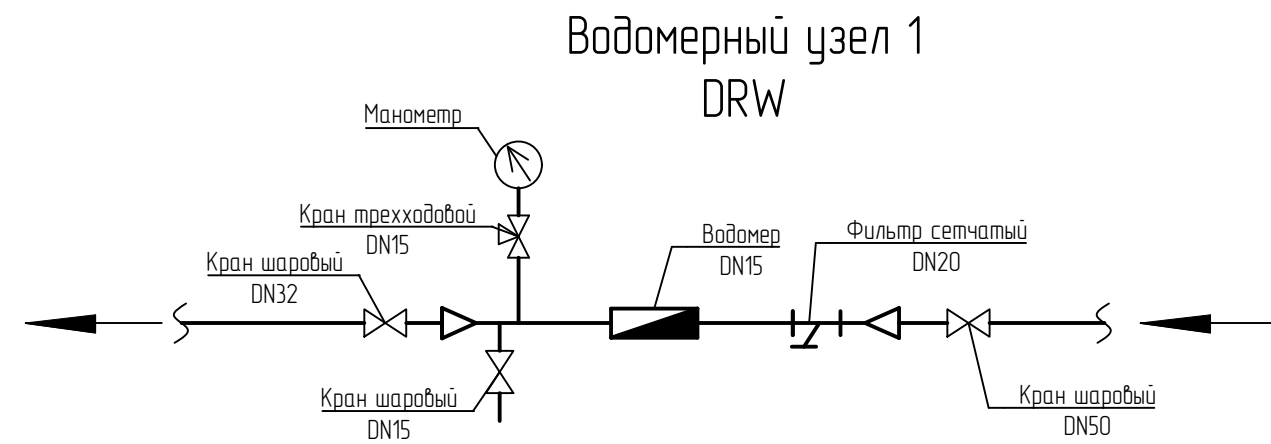 Водомерный узел 1
DRW
Манометр
Кран трехходовой
DN15
Водомер
DN15
Фильтр сетчатый
DN20
Кран шаровый
DN32
Кран шаровый
DN15
Кран шаровый
DN50